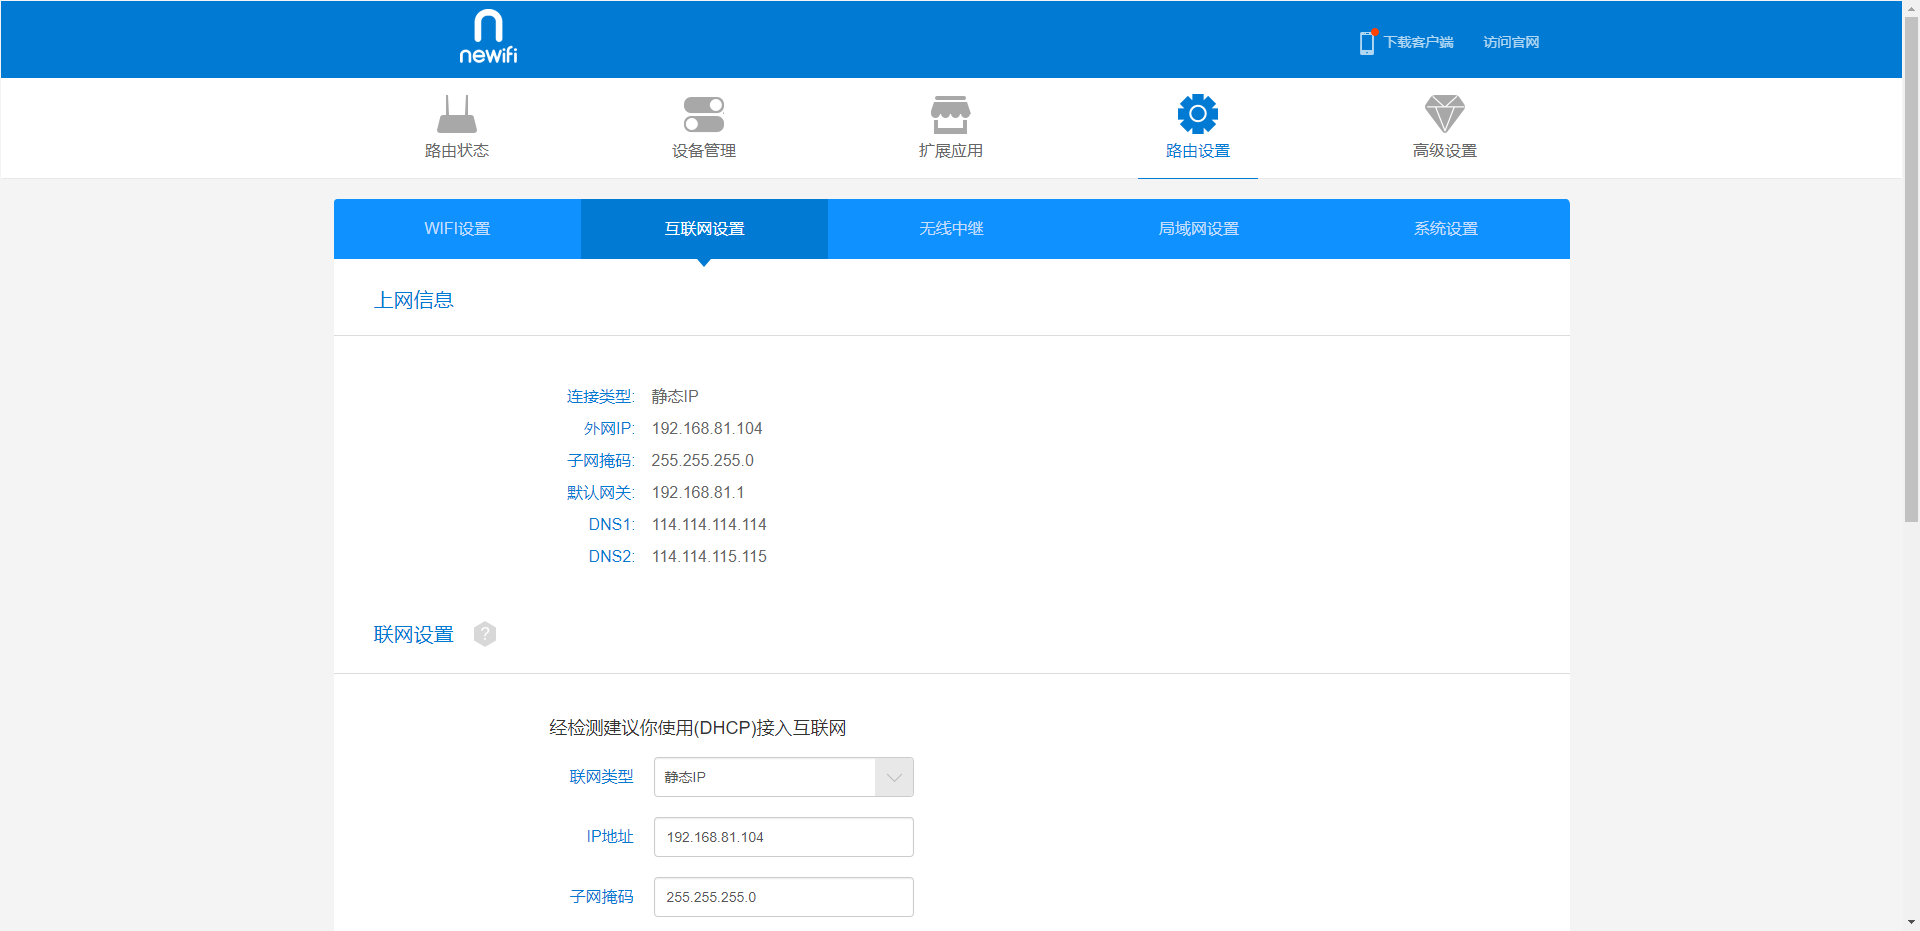 newifi
下载客户端 访问官网
路由状态 设备管理 扩展应用 路由设置 高级设置
WIFI设置 互联网设置 无线中继 局域网设置 系统设置
上网信息
连接类型: 静态IP
外网IP: 192.168.81.104
子网掩码: 255.255.255.0
默认网关: 192.168.81.1
DNS1: 114.114.114.114
DNS2: 114.114.115.115
联网设置 ?
经检测建议你使用(DHCP)接入互联网
联网类型 静态IP
IP地址 192.168.81.104
子网掩码 255.255.255.0